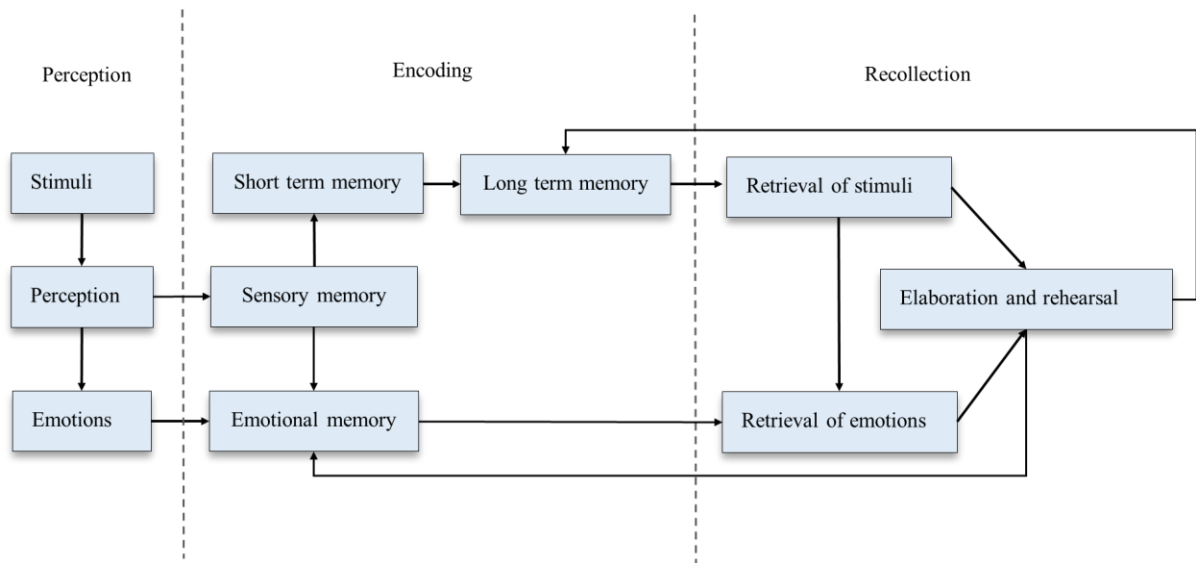 Perception
Encoding
Recollection
Stimuli
Short term memory
Long term memory
Retrieval of stimuli
Perception
Sensory memory
Elaboration and rehearsal
Emotions
Emotional memory
Retrieval of emotions